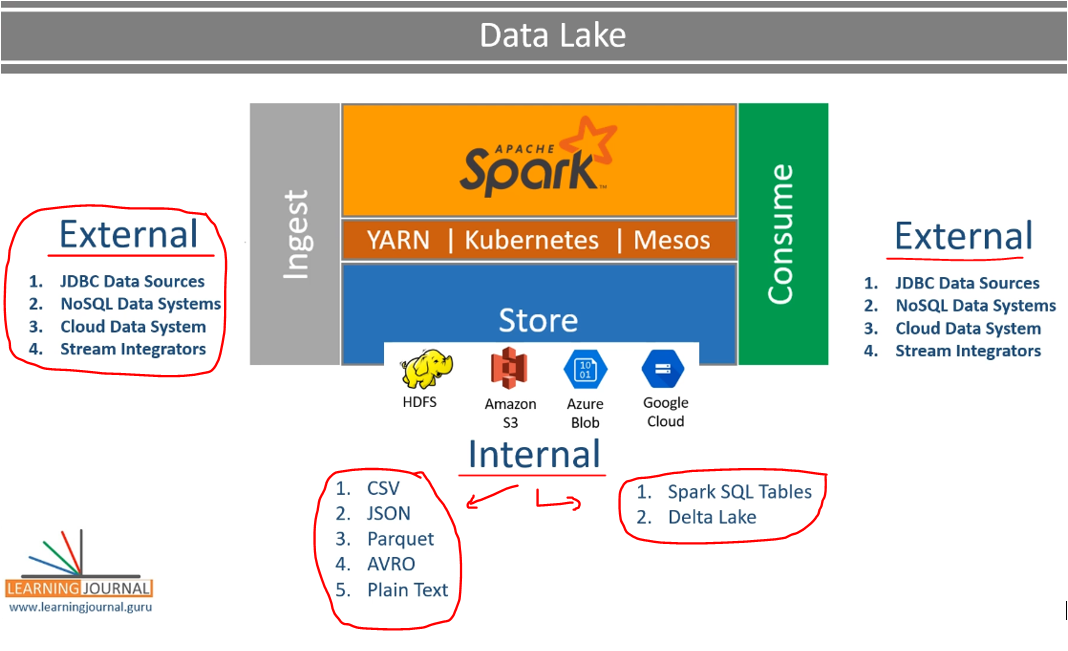 Data Lake
External
1. JDBC Data Sources
2. NoSQL Data Systems
3. Cloud Data System
4. Stream Integrators
Ingest
APACHE
Spark™
YARN | Kubernetes | Mesos
Store
HDFS
Amazon
S3
10
01
Azure
Blob
Google
Cloud
Consume
External
1. JDBC Data Sources
2. NoSQL Data Systems
3. Cloud Data System
4. Stream Integrators
Internal
1. CSV
2. JSON
3. Parquet
4. AVRO
5. Plain Text
1. Spark SQL Tables
2. Delta Lake
LEARNING JOURNAL
www.learningjournal.guru